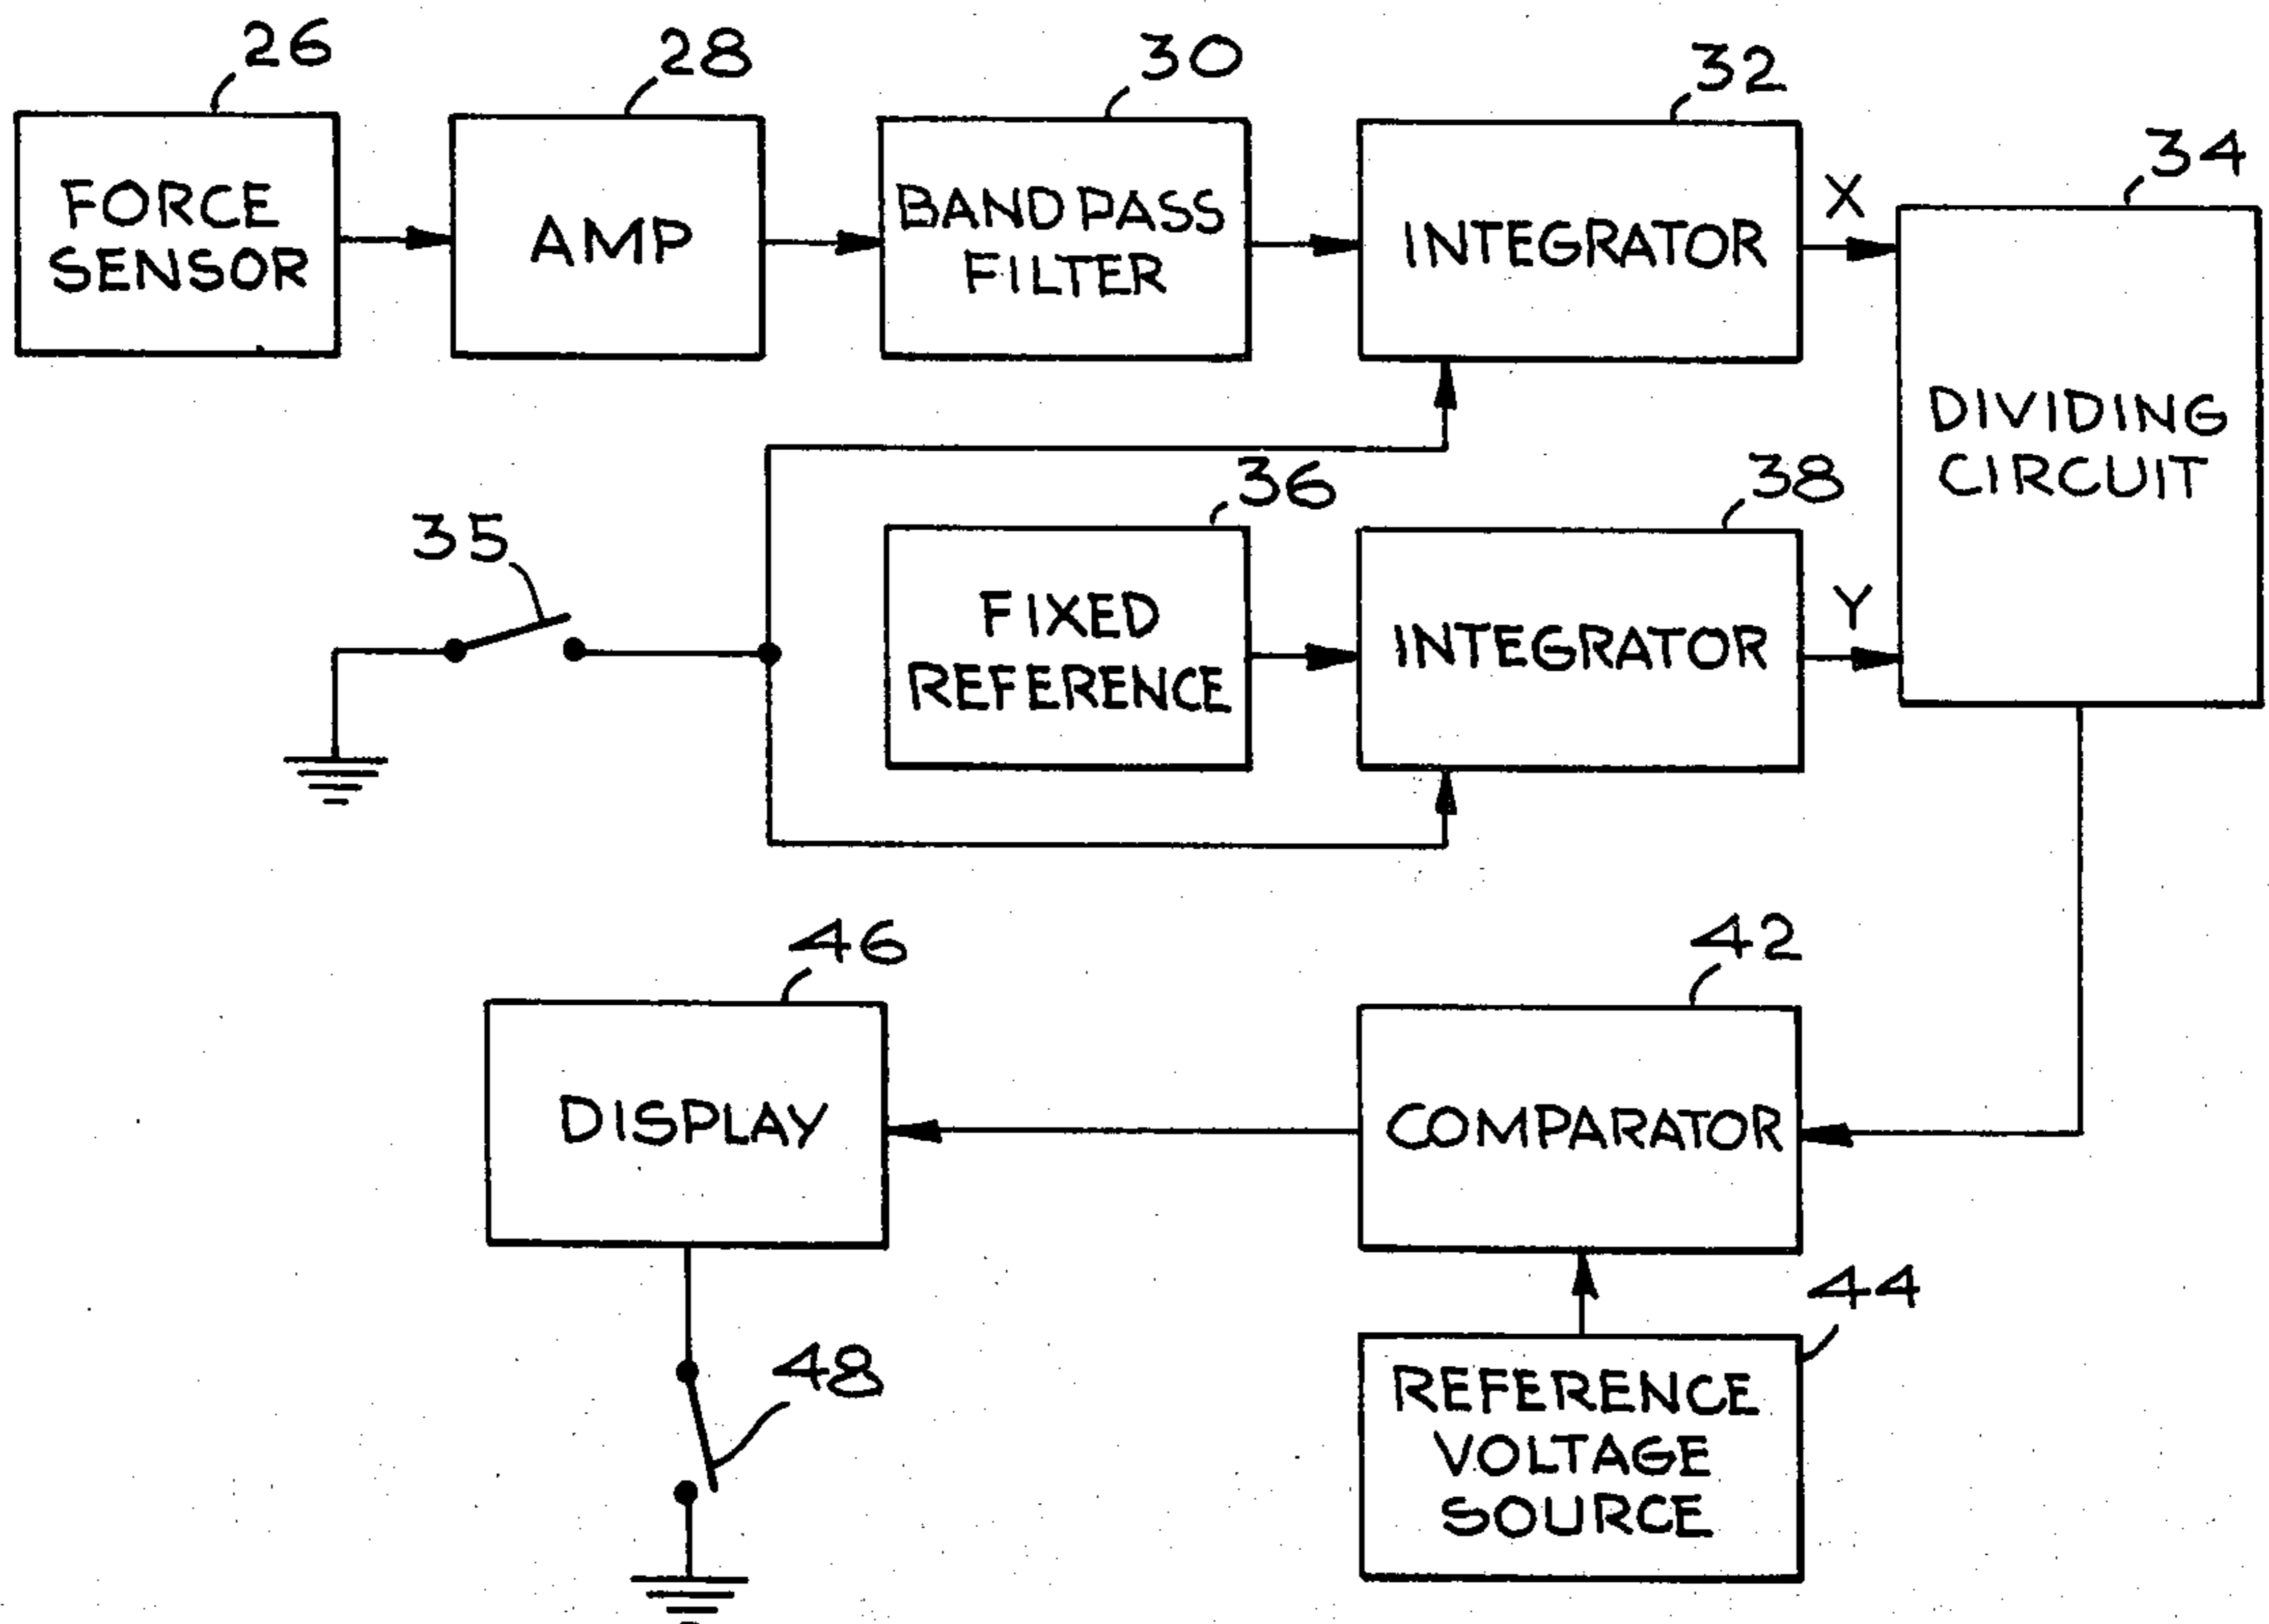 26
28
30
32
34
FORCE
SENSOR
AMP
BAND PASS
FILTER
INTEGRATOR
X
DIVIDING
CIRCUIT
35
36
38
FIXED
REFERENCE
INTEGRATOR
Y
46
42
DISPLAY
COMPARATOR
44
48
REFERENCE
VOLTAGE
SOURCE